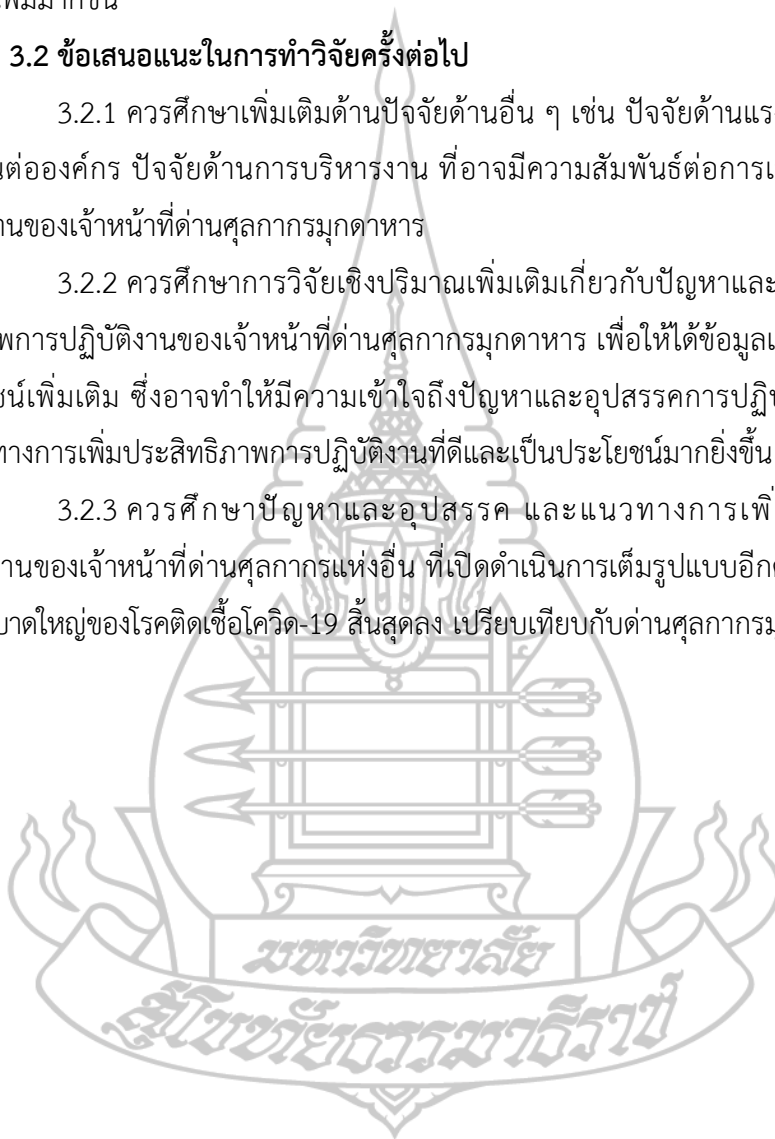 เพิ่มมากขึ้น
3.2 ข้อเสนอแนะในการทำวิจัยครั้งต่อไป
3.2.1 ควรศึกษาเพิ่มเติมด้านปัจจัยด้านอื่น ๆ เช่น ปัจจัยด้านแร
ต่อองค์กร ปัจจัยด้านการบริหารงาน ที่อาจมีความสัมพันธ์ต่อการเ
านของเจ้าหน้าที่ด่านศุลกากรมุกดาหาร
3.2.2 ควรศึกษาการวิจัยเชิงปริมาณเพิ่มเติมเกี่ยวกับปัญหาและ
พการปฏิบัติงานของเจ้าหน้าที่ด่านศุลกากรมุกดาหาร เพื่อให้ได้ข้อมูลเ
ชน์เพิ่มเติม ซึ่งอาจทำให้มีความเข้าใจถึงปัญหาและอุปสรรคการปฏิบ
ทางการเพิ่มประสิทธิภาพการปฏิบัติงานที่ดีและเป็นประโยชน์มากยิ่งขึ้น
3.2.3 ควรศึกษาปัญหาและอุปสรรค และแนวทางการเพิ่
านของเจ้าหน้าที่ด่านศุลกากรแห่งอื่น ที่เปิดดำเนินการเต็มรูปแบบอีก
บาดใหญ่ของโรคติดเชื้อโควิด-19 สิ้นสุดลง เปรียบเทียบกับด่านศุลกากรม
มหาวิทยาลัย
สุโขทัยธรรมาธิราช